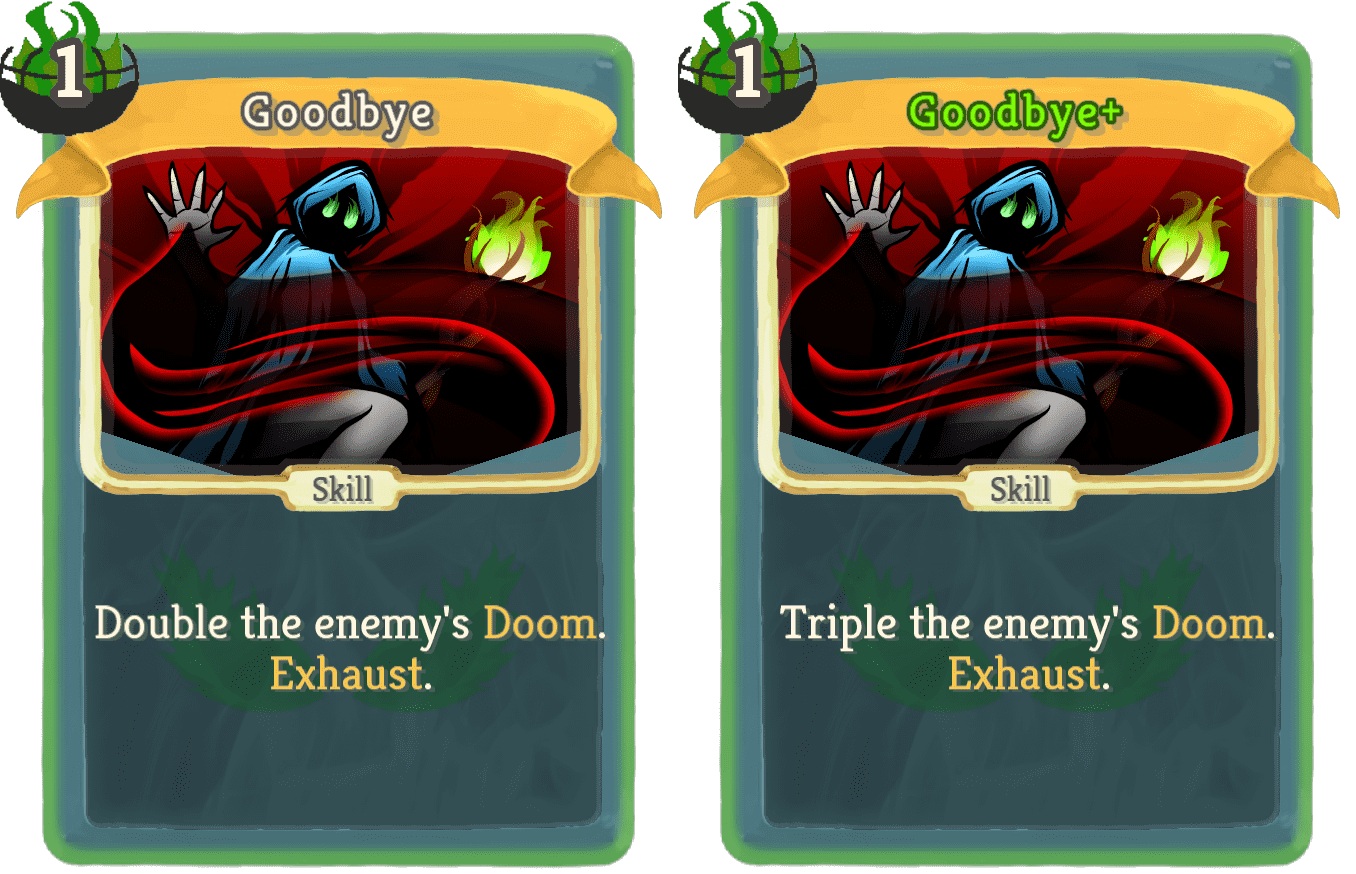 1
Goodbye
Skill
Double the enemy's Doom.
Exhaust.
1
Goodbye+
Skill
Triple the enemy's Doom.
Exhaust.